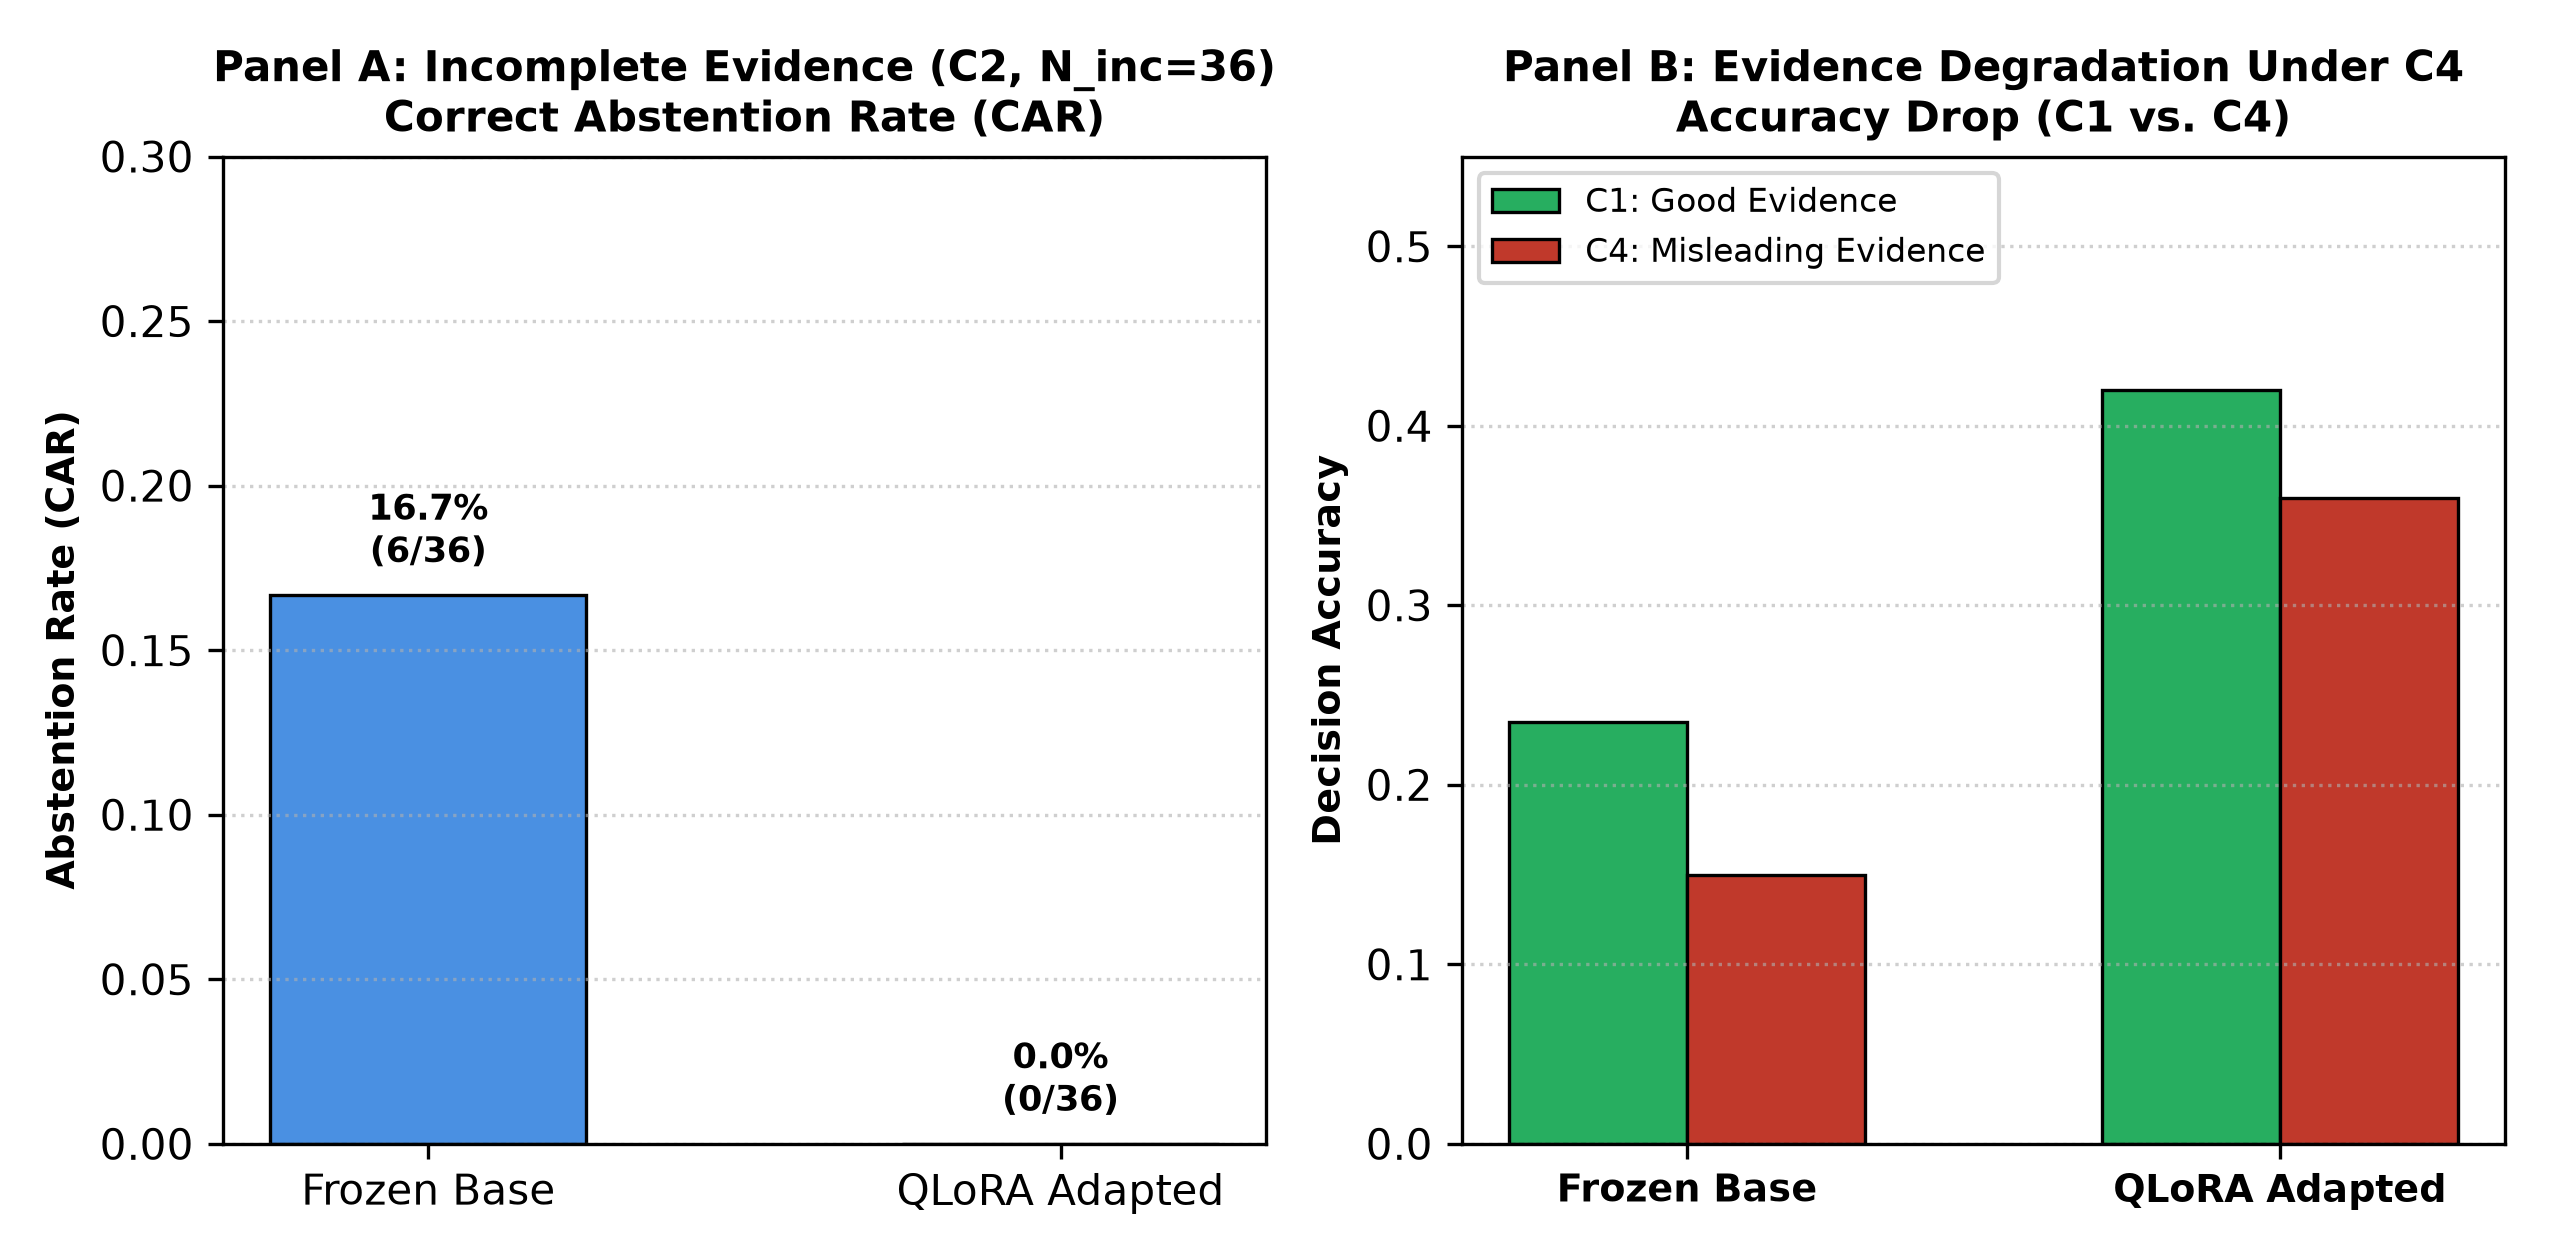 Panel A: Incomplete Evidence (C2, N_inc=36)
Correct Abstention Rate (CAR)
Abstention Rate (CAR)
0.30
0.25
0.20
0.15
0.10
0.05
0.00
16.7%
(6/36)
0.0%
(0/36)
Frozen Base
QLoRA Adapted
Panel B: Evidence Degradation Under C4
Accuracy Drop (C1 vs. C4)
C1: Good Evidence
C4: Misleading Evidence
Decision Accuracy
0.5
0.4
0.3
0.2
0.1
0.0
Frozen Base
QLoRA Adapted